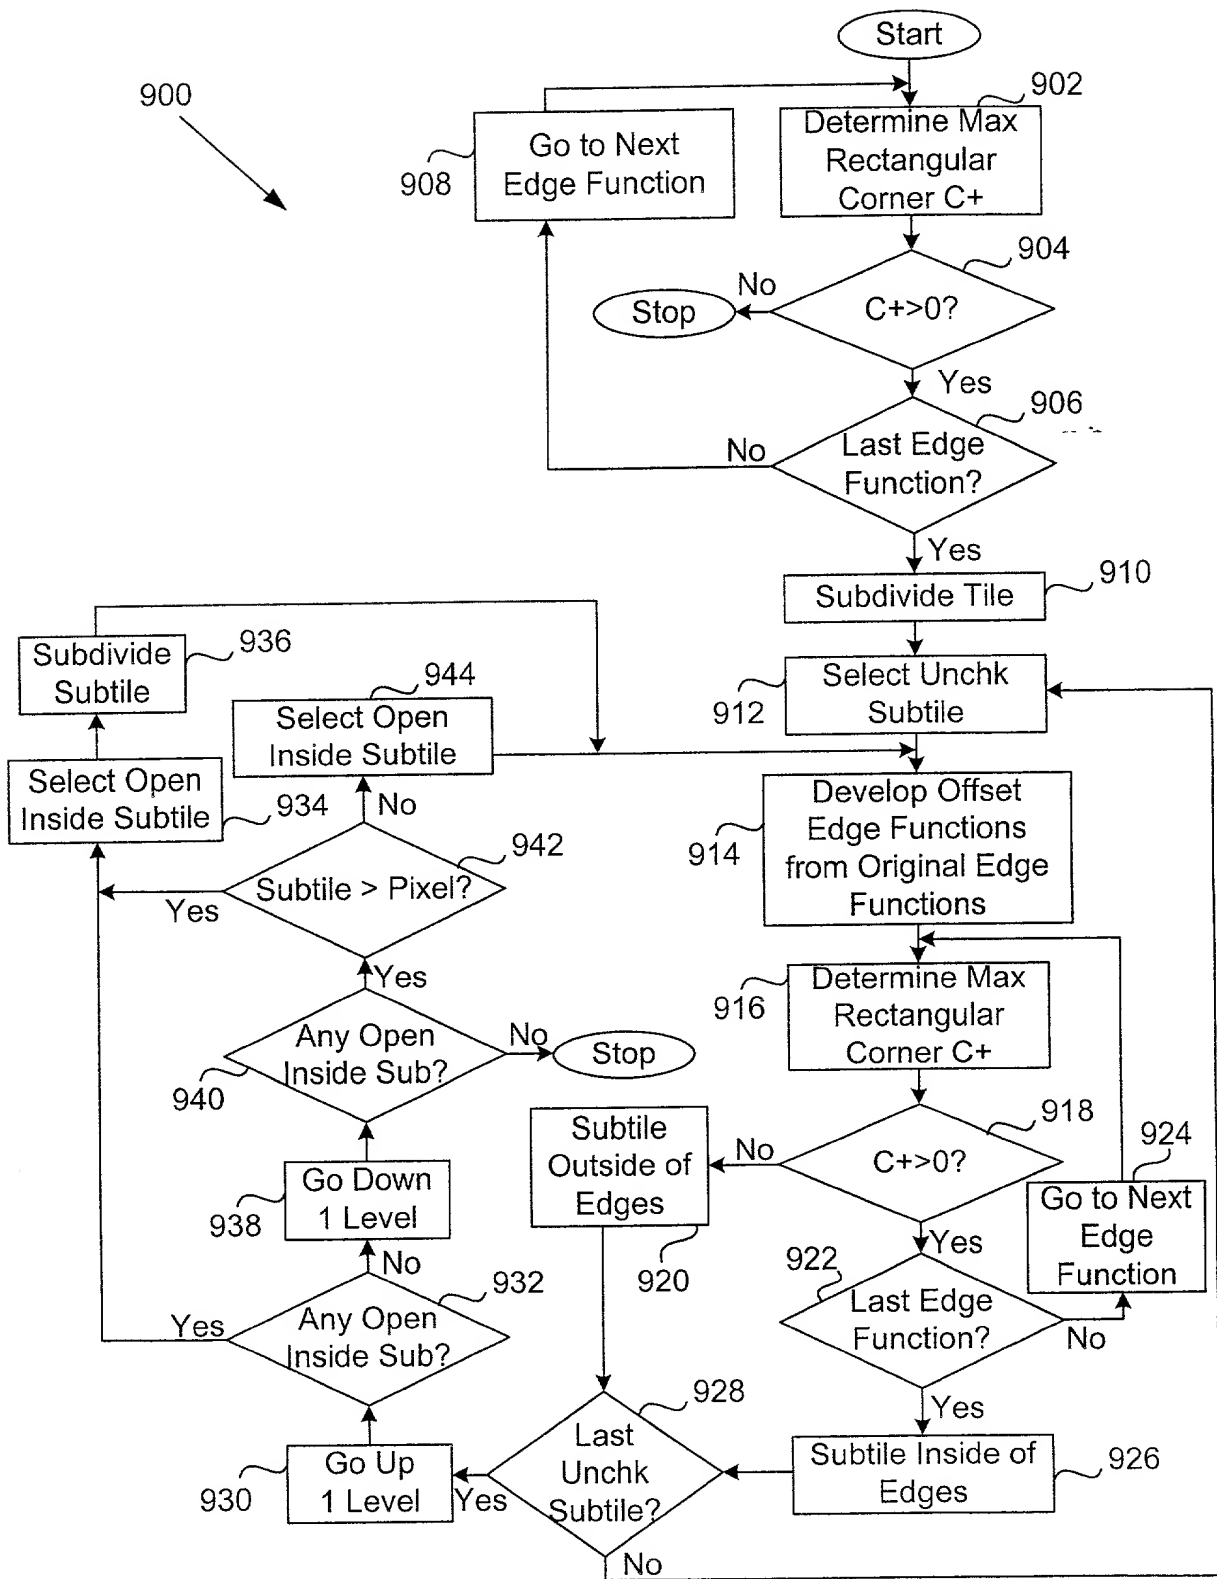 Start
900
902
Determine Max
Rectangular
Corner C+
Go to Next
Edge Function
908
904
C+>0?
No
Stop
Yes
906
Last Edge
Function?
No
Yes
910
Subdivide Tile
936
Subdivide
Subtile
944
Select Unchk
Subtile
912
Select Open
Inside Subtile
Select Open
Inside Subtile
934
No
Develop Offset
Edge Functions
from Original Edge
Functions
914
942
Subtile > Pixel?
Yes
Yes
Determine Max
Rectangular
Corner C+
916
Any Open
Inside Sub?
No
Stop
940
918
C+>0?
No
Subtile
Outside of
Edges
920
924
Go to Next
Edge
Function
Go Down
1 Level
938
Yes
922
Last Edge
Function?
No
No
932
Any Open
Inside Sub?
Yes
Yes
928
Last
Unchk
Subtile?
Subtile Inside of
Edges
926
Go Up
1 Level
930
Yes
No